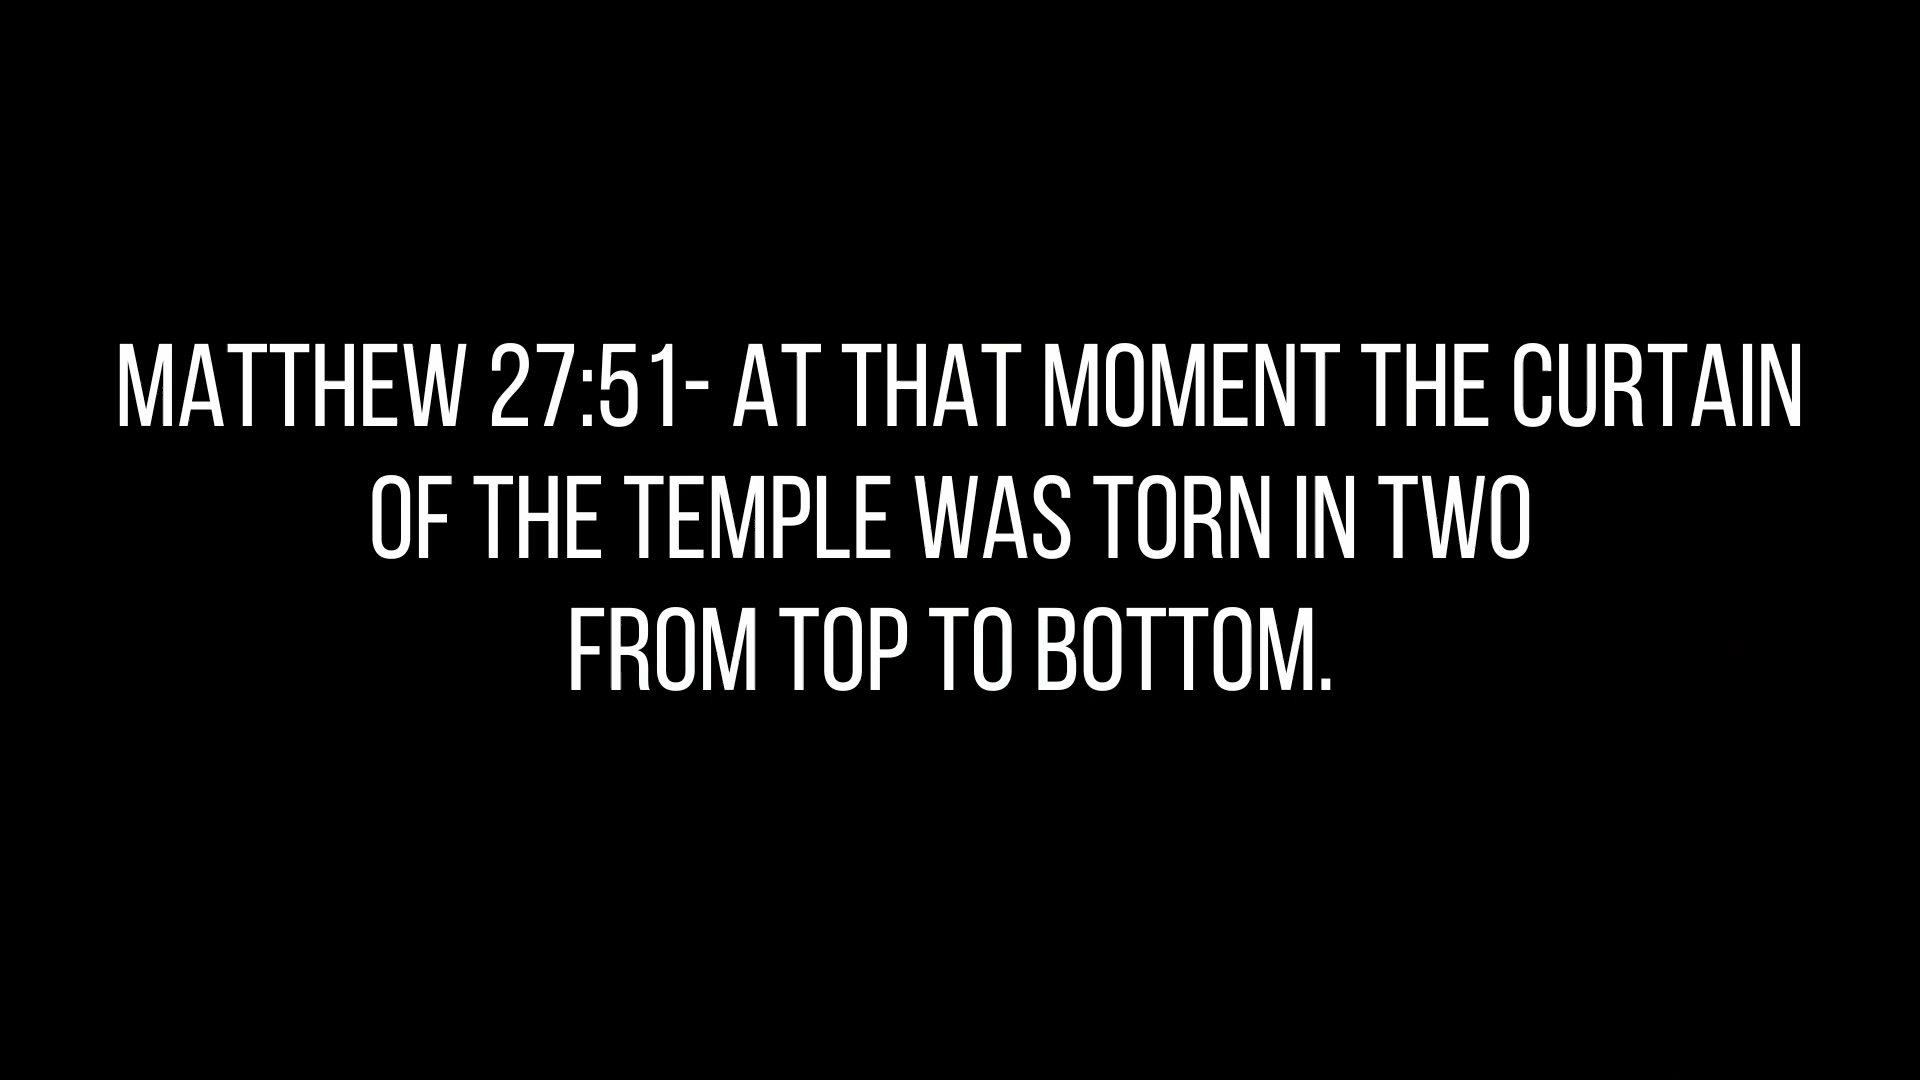 MATTHEW 27:51- AT THAT MOMENT THE CURTAIN
OF THE TEMPLE WAS TORN IN TWO
FROM TOP TO BOTTOM.